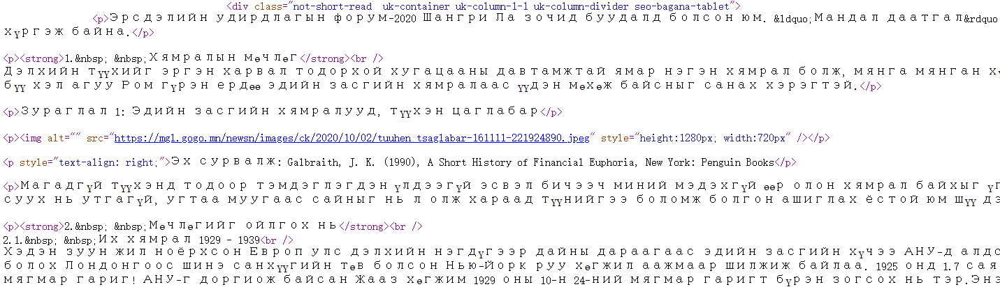 <div class="not-short-read  uk-container uk-column-1-1 uk-column-divider seo-bagana-tablet">
<p>Эрсдэлийн удирдлагын форум-2020 Шангри Ла зочид буудалд болсон юм. &ldquo;Мандал даатгал&rdquo
хүргэж байна.</p>
<p><strong>1.&nbsp; &nbsp;Хямралын мөчлөг</strong><br />
Дэлхийн түүхийг эргэн харвал тодорхой хугацааны давтамжтай ямар нэгэн хямрал болж, мянга мянган
бүү хэл агуу Ром гүрэн ердөө эдийн засгийн хямралаас үүдэн мөхөж байсныг санах хэрэгтэй.</p>
<p>Зураглал 1: Эдийн засгийн хямралууд, түүхэн цаглабар</p>
<p><img alt="" src="https://mgl.gogo.mn/newsn/images/ck/2020/10/02/tuuhen_tsaglabar-161111-221924890.jpeg" style="height:1280px; width:720px" /></p>
<p style="text-align: right;">Эх сурвалж: Galbraith, J. K. (1990), A Short History of Financial Euphoria, New York: Penguin Books</p>
<p>Магадгүй түүхэнд тодоор тэмдэглэгдэн үлдээгүй эсвэл бичээч миний мэдэхгүй өөр олон хямрал байхыг
суух нь утгагүй, угтаа муугаас сайныг нь л олж хараад түүнийгээ боломж болгон ашиглах ёстой юм шүү
<p><strong>2.&nbsp; &nbsp;Мөчлөгийг ойлгох нь</strong><br />
2.1.&nbsp; &nbsp;Их хямрал 1929 - 1939<br />
Хэдэн зуун жил ноёрхсон Европ улс дэлхийн нэгдүгээр дайны дараагаас эдийн засгийн хүчээ АНУ-д алдс
болох Лондонгоос шинэ санхүүгийн төв болсон Нью-Йорк руу хөгжил аажмаар шилжиж байлаа. 1925 онд 1.7 сая
мягмар гариг! АНУ-г доргиож байсан Жааз хөгжим 1929 оны 10-н 24-ний мягмар гаригт бүрэн зогсох нь тэр.Энэ